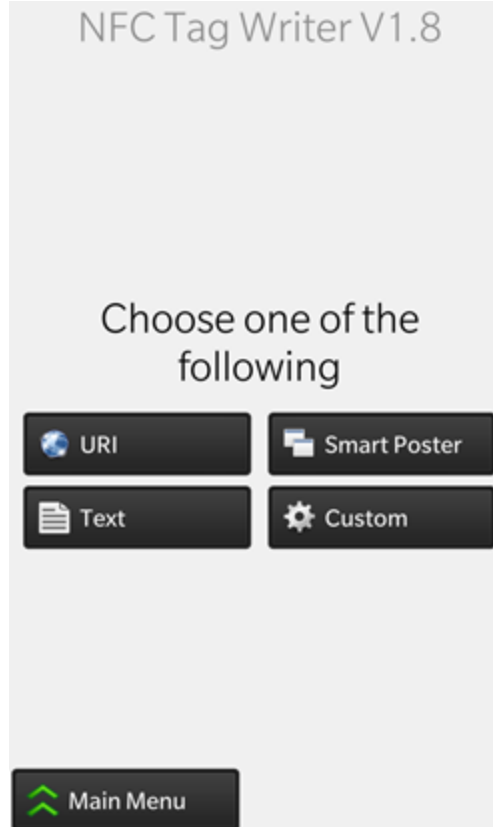 NFC Tag Writer V1.8
Choose one of the
following
URI
Smart Poster
Text
Custom
Main Menu